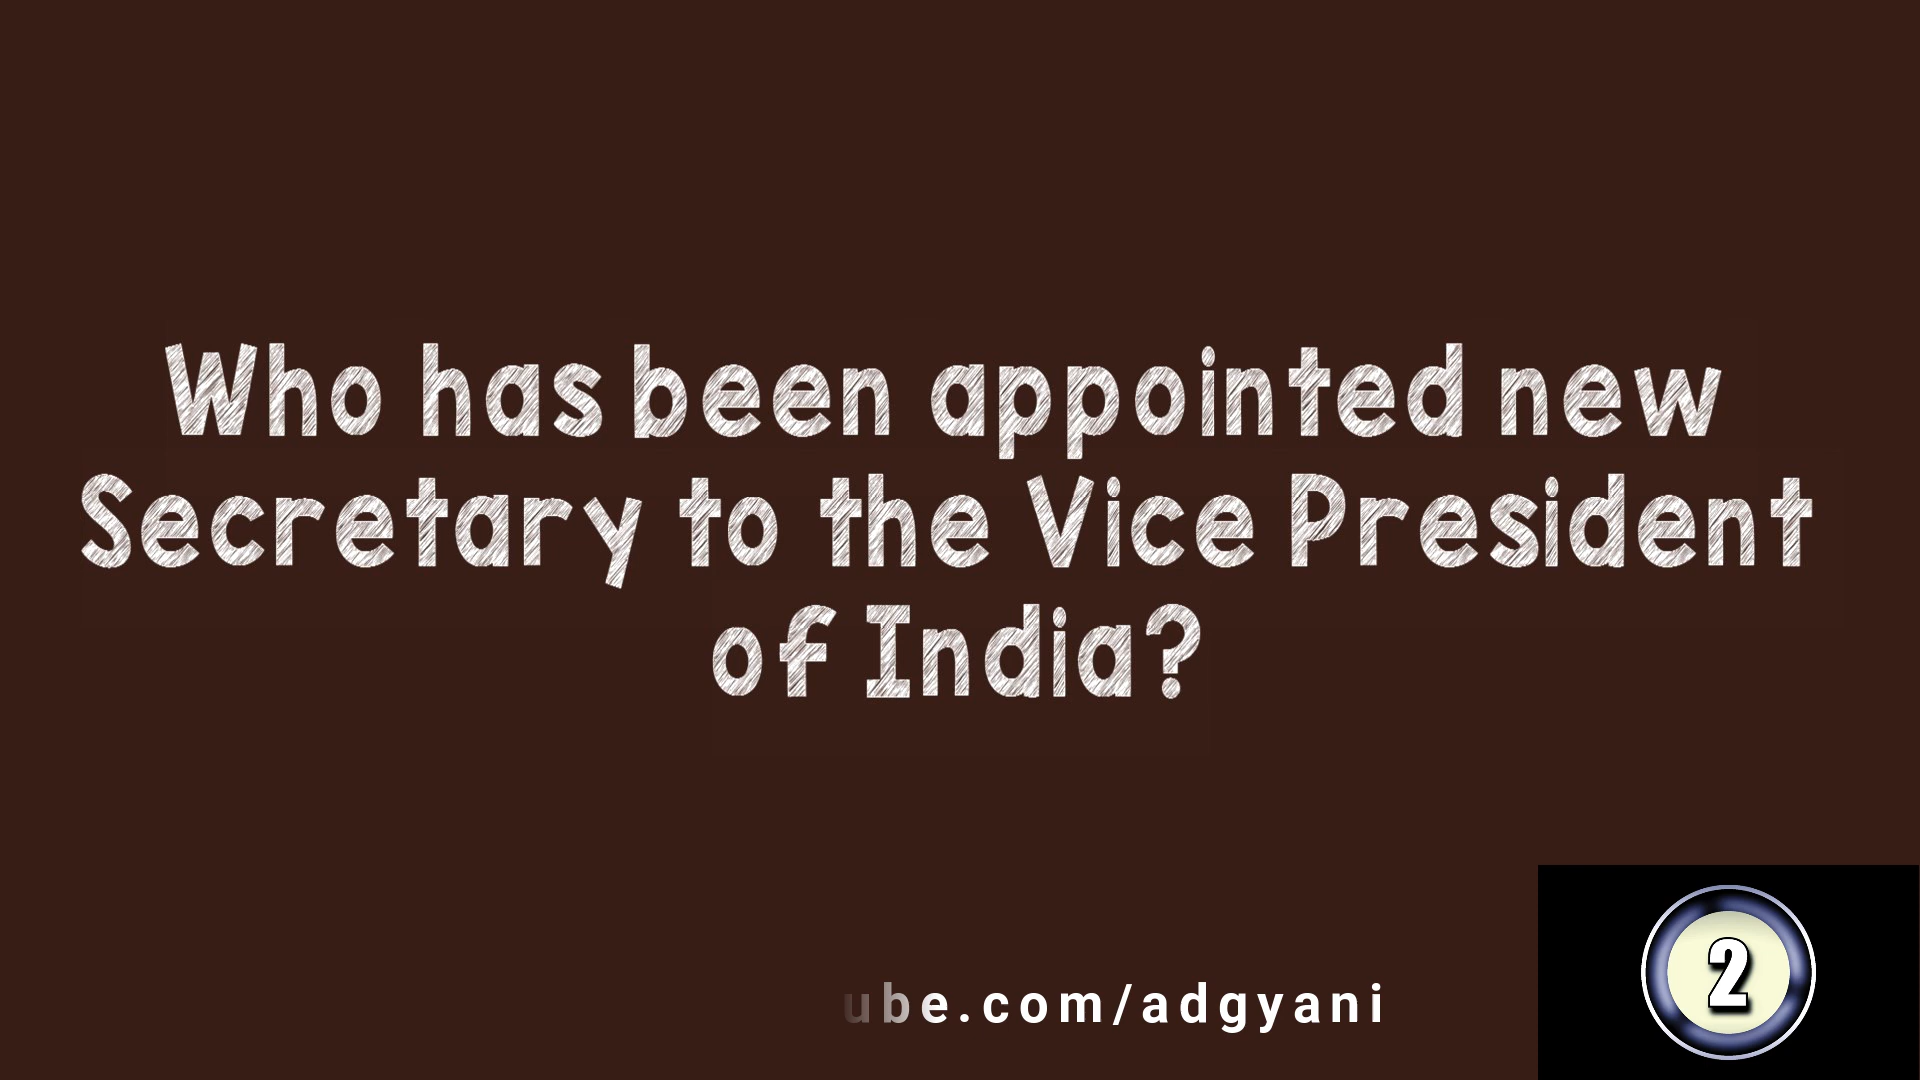 Who has been appointed new
Secretary to the Vice President
of India?
ube.com/adgyani
2